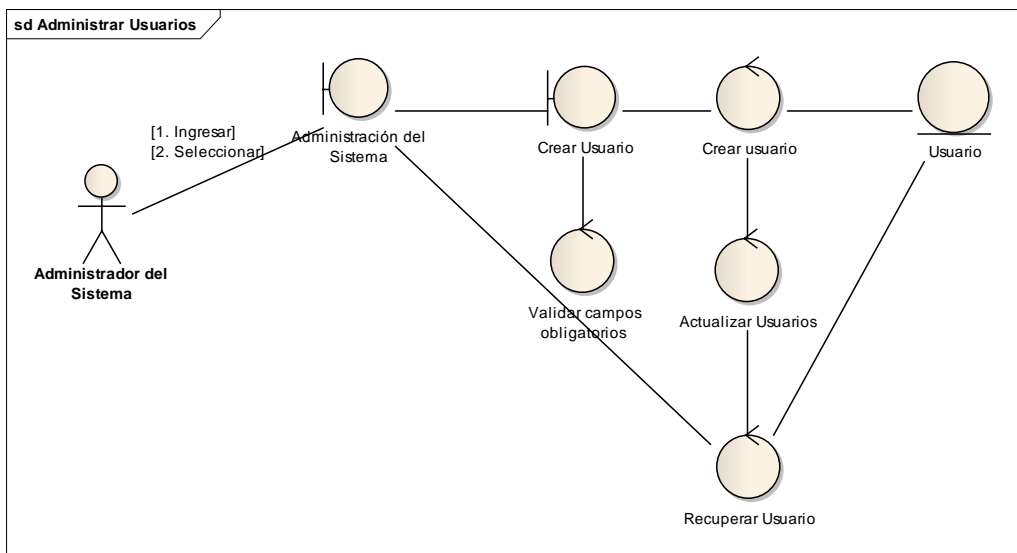 sd Administrar Usuarios
[1. Ingresar]
[2. Seleccionar]
Administrador del
Sistema
Administración del
Sistema
Crear Usuario
Crear usuario
Usuario
Validar campos
obligatorios
Actualizar Usuarios
Recuperar Usuario